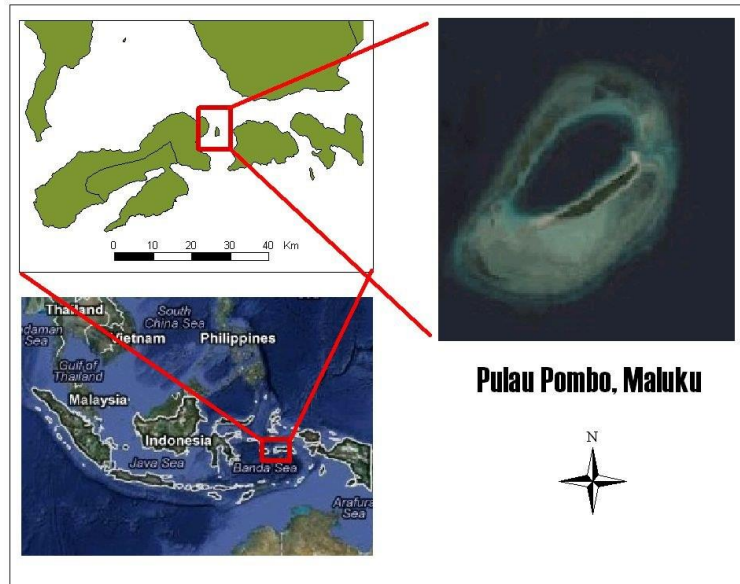 0 10 20 30 40 Km
Thailand
South
China Sea
daman
Sea
Vietnam
Philippines
Gulf of
Thailand
Malaysia
Indonesia
Java Sea
Banda Sea
Arafura
Sea
Pulau Pombo, Maluku
N